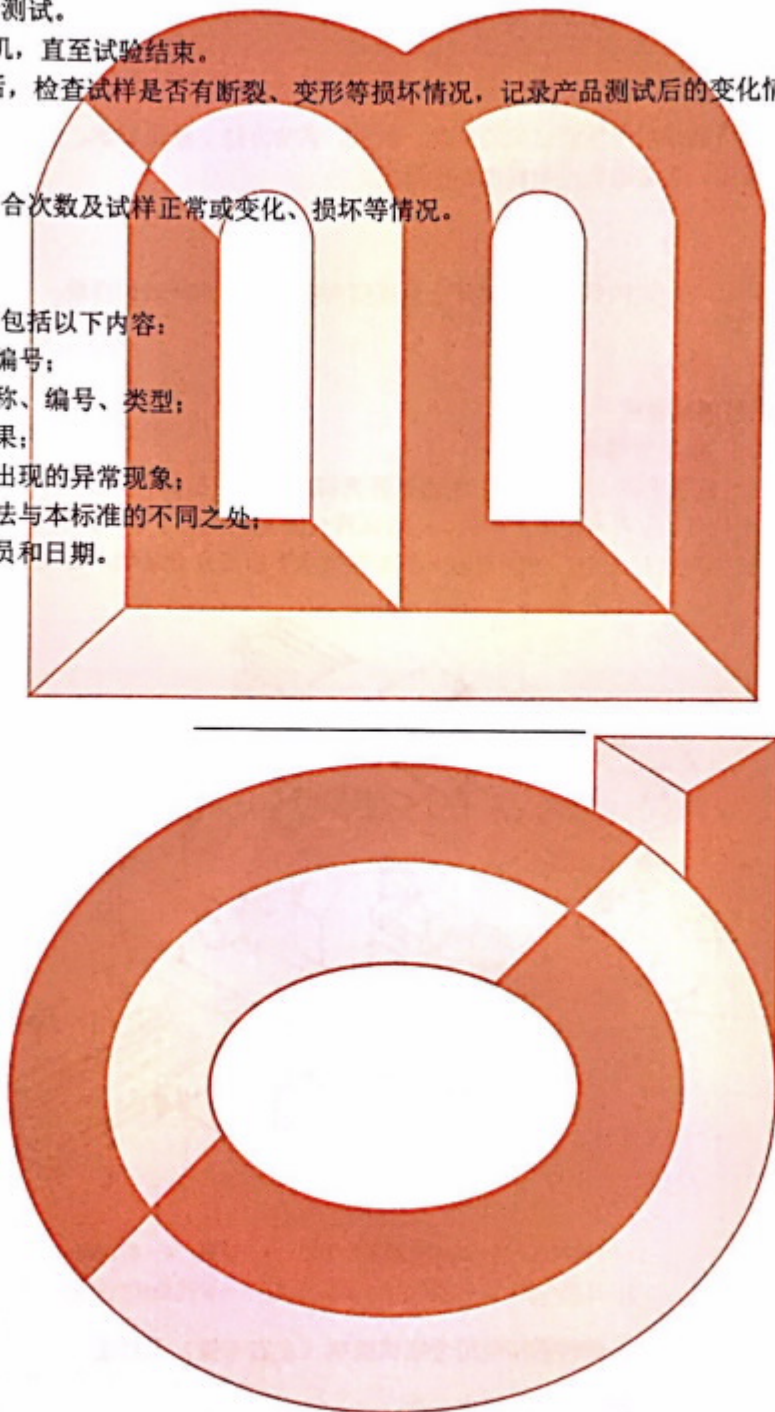 测试。
机，直至试验结束。
后，检查试样是否有断裂、变形等损坏情况，记录产品测试后的变化情
合次数及试样正常或变化、损坏等情况。
包括以下内容：
编号；
称、编号、类型；
果；
出现的异常现象；
法与本标准的不同之处；
员和日期。